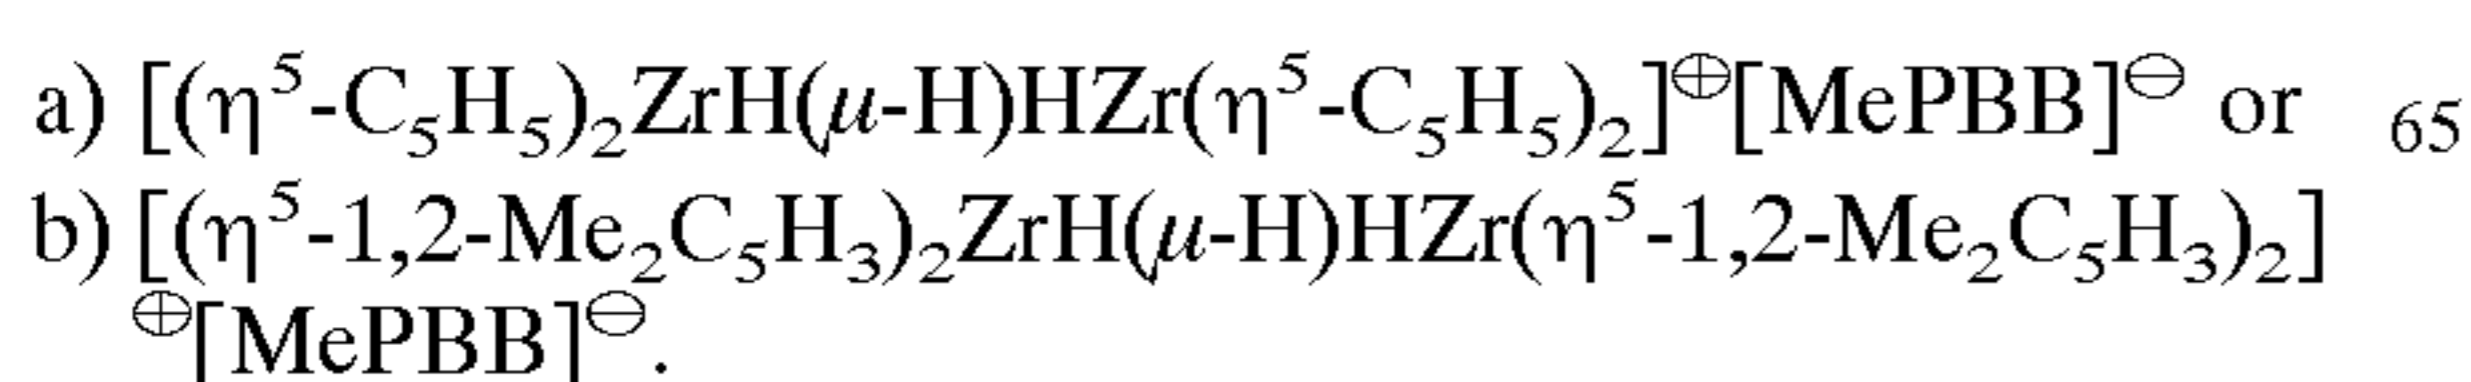 a) [(η⁵-C₅H₅)₂ZrH(μ-H)HZr(η⁵-C₅H₅)₂]⊕[MePBB]⊖ or 65
b) [(η⁵-1,2-Me₂C₅H₃)₂ZrH(μ-H)HZr(η⁵-1,2-Me₂C₅H₃)₂]
⊕[MePBB]⊖.